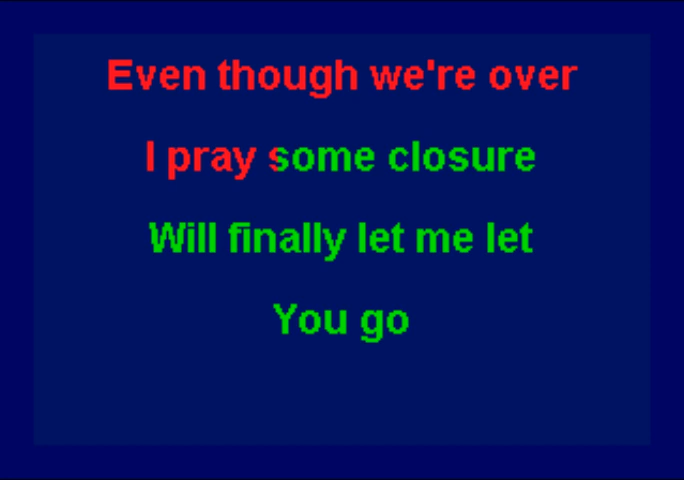 Even though we're over
I pray some closure
Will finally let me let
You go